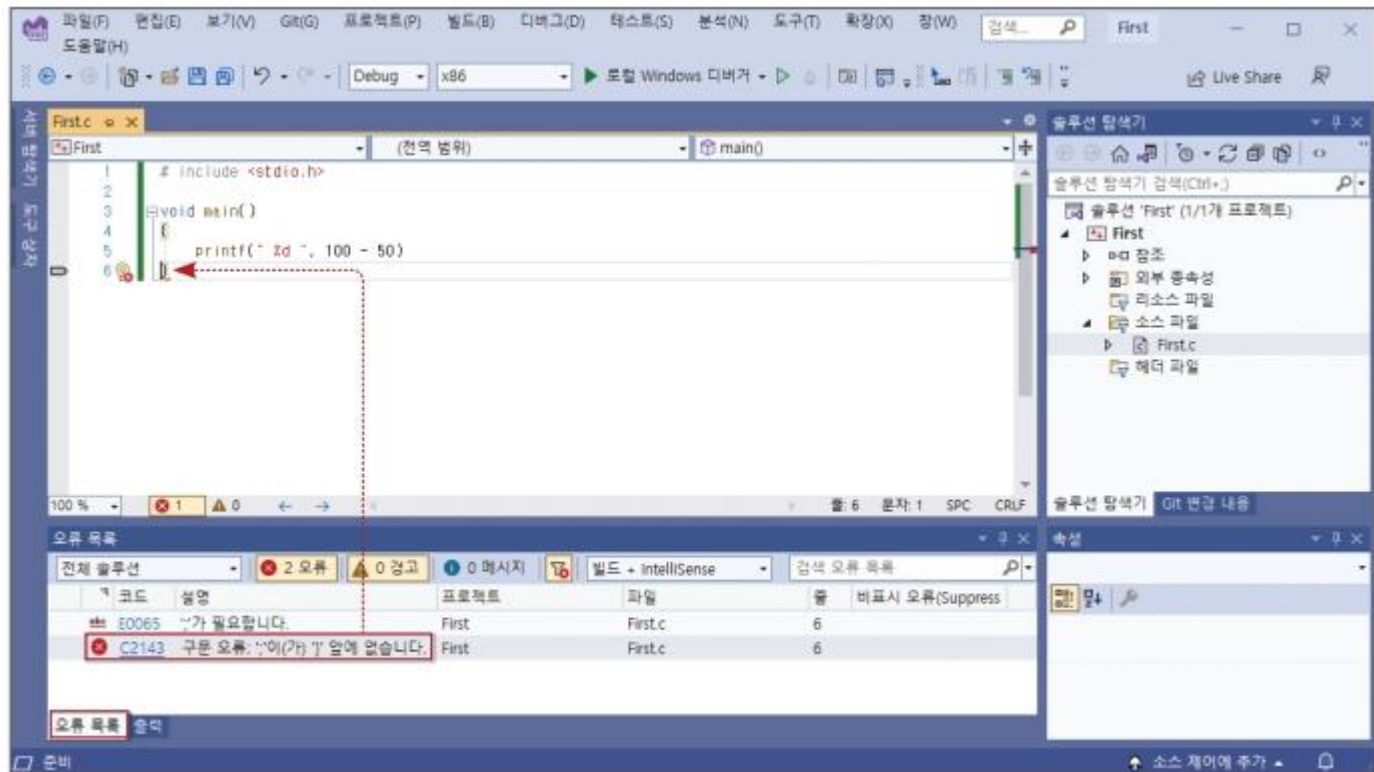 파일(F) 편집(E) 보기(V) Git(G) 프로젝트(P) 빌드(B) 디버그(D) 테스트(S) 분석(N) 도구(T) 확장(X) 창(W) 검색... First
도움말(H)
Debug x86 로컬 Windows 디버거 Live Share
서버 탐색기 도구 상자
First.c
First (전역 범위) main()
1 # include <stdio.h>
2
3 void main()
4 {
5 printf(" %d ", 100 - 50)
6 }
100 % 1 0 줄: 6 문자: 1 SPC CRLF
솔루션 탐색기
솔루션 탐색기 검색(Ctrl+;)
솔루션 'First' (1/1개 프로젝트)
First
참조
외부 종속성
리소스 파일
소스 파일
First.c
헤더 파일
솔루션 탐색기 Git 변경 내용
오류 목록
전체 솔루션 2 오류 0 경고 0 메시지 빌드 + IntelliSense 검색 오류 목록
코드 설명 프로젝트 파일 줄 비표시 오류(Suppress
abc E0065 ';'가 필요합니다. First First.c 6
C2143 구문 오류: ';'이(가) '}' 앞에 없습니다. First First.c 6
오류 목록 출력
속성
준비 소스 제어에 추가